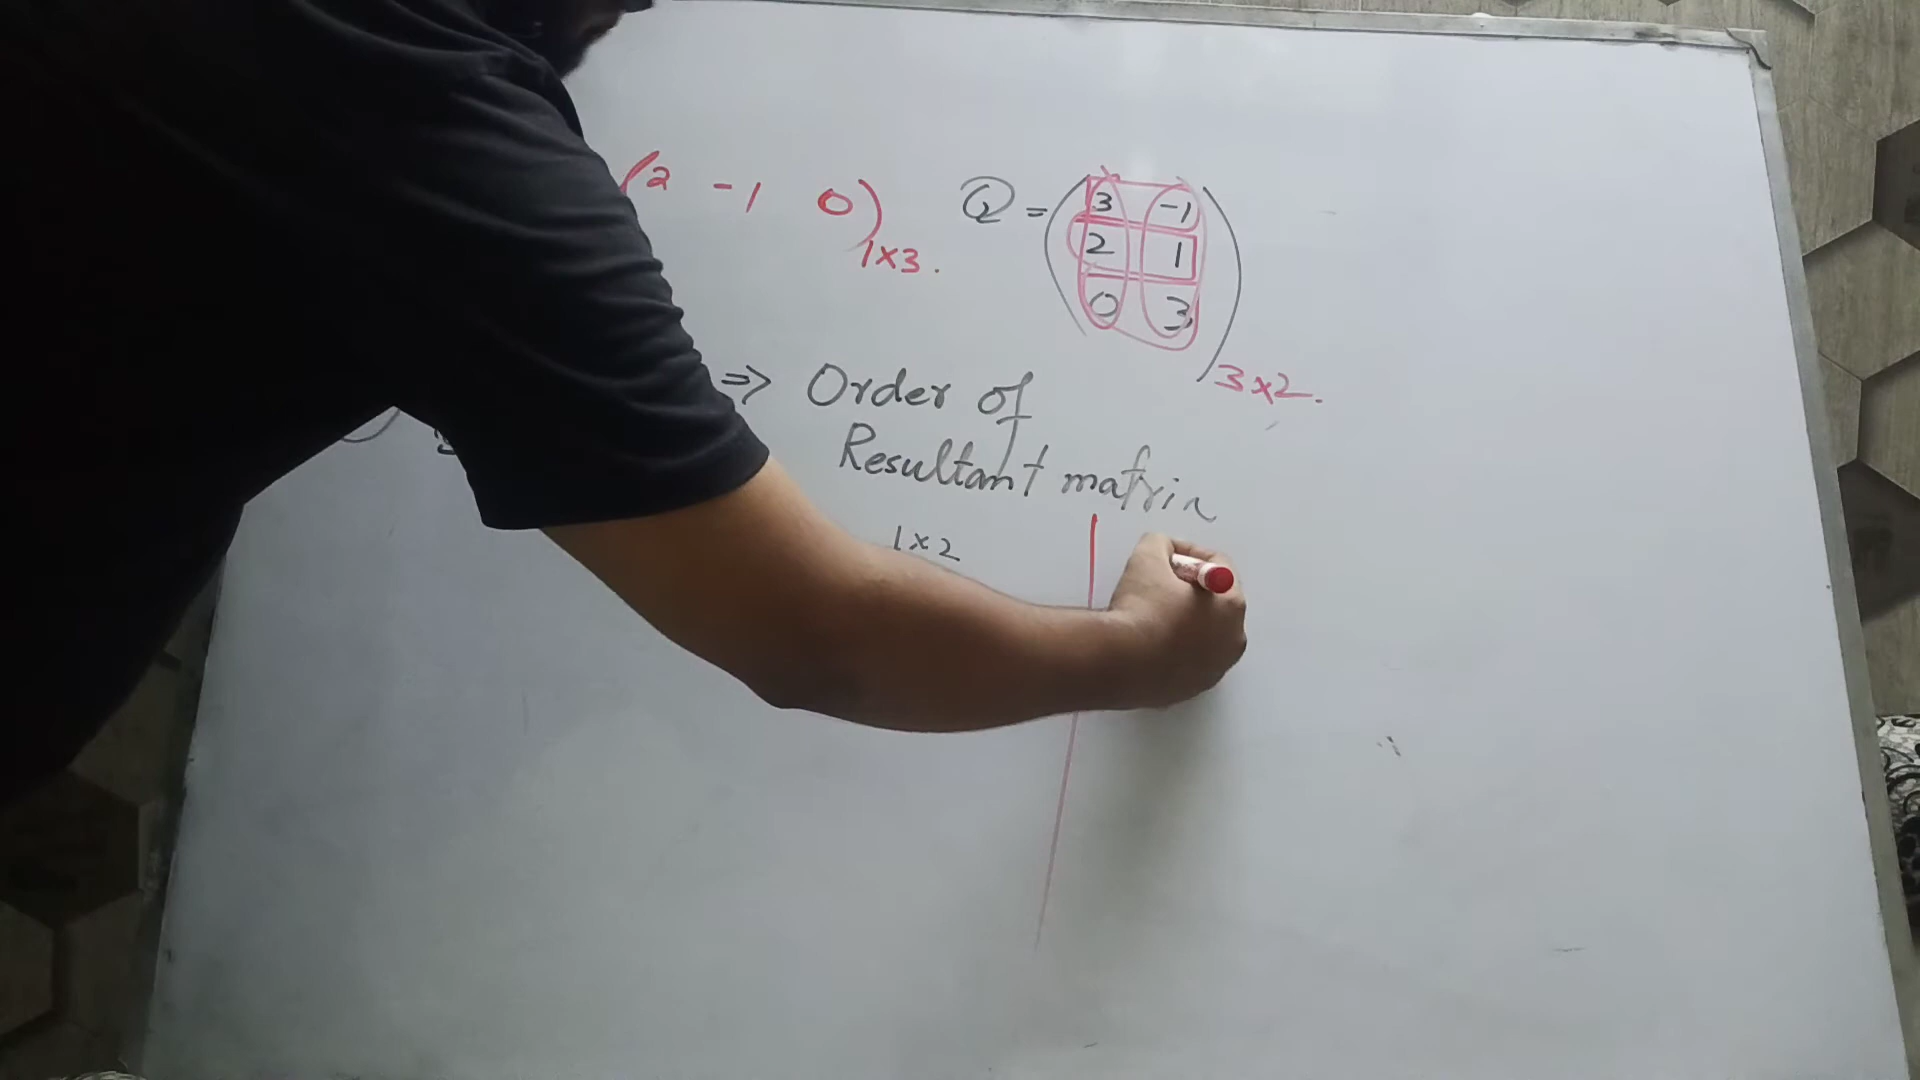 (2 -1 0) 1×3.
Q = (3 -1
2 1
0 3) 3×2.
=> Order of
Resultant matrix
1×2